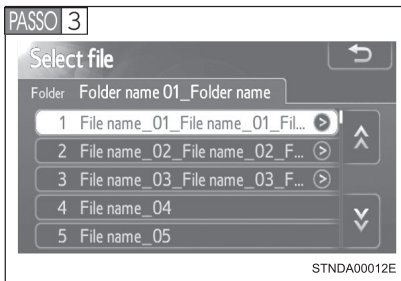 PASSO 3
Select file
Folder Folder name 01_Folder name
1 File name_01_File name_01_Fil...
2 File name_02_File name_02_F...
3 File name_03_File name_03_F...
4 File name_04
5 File name_05
STNDA00012E